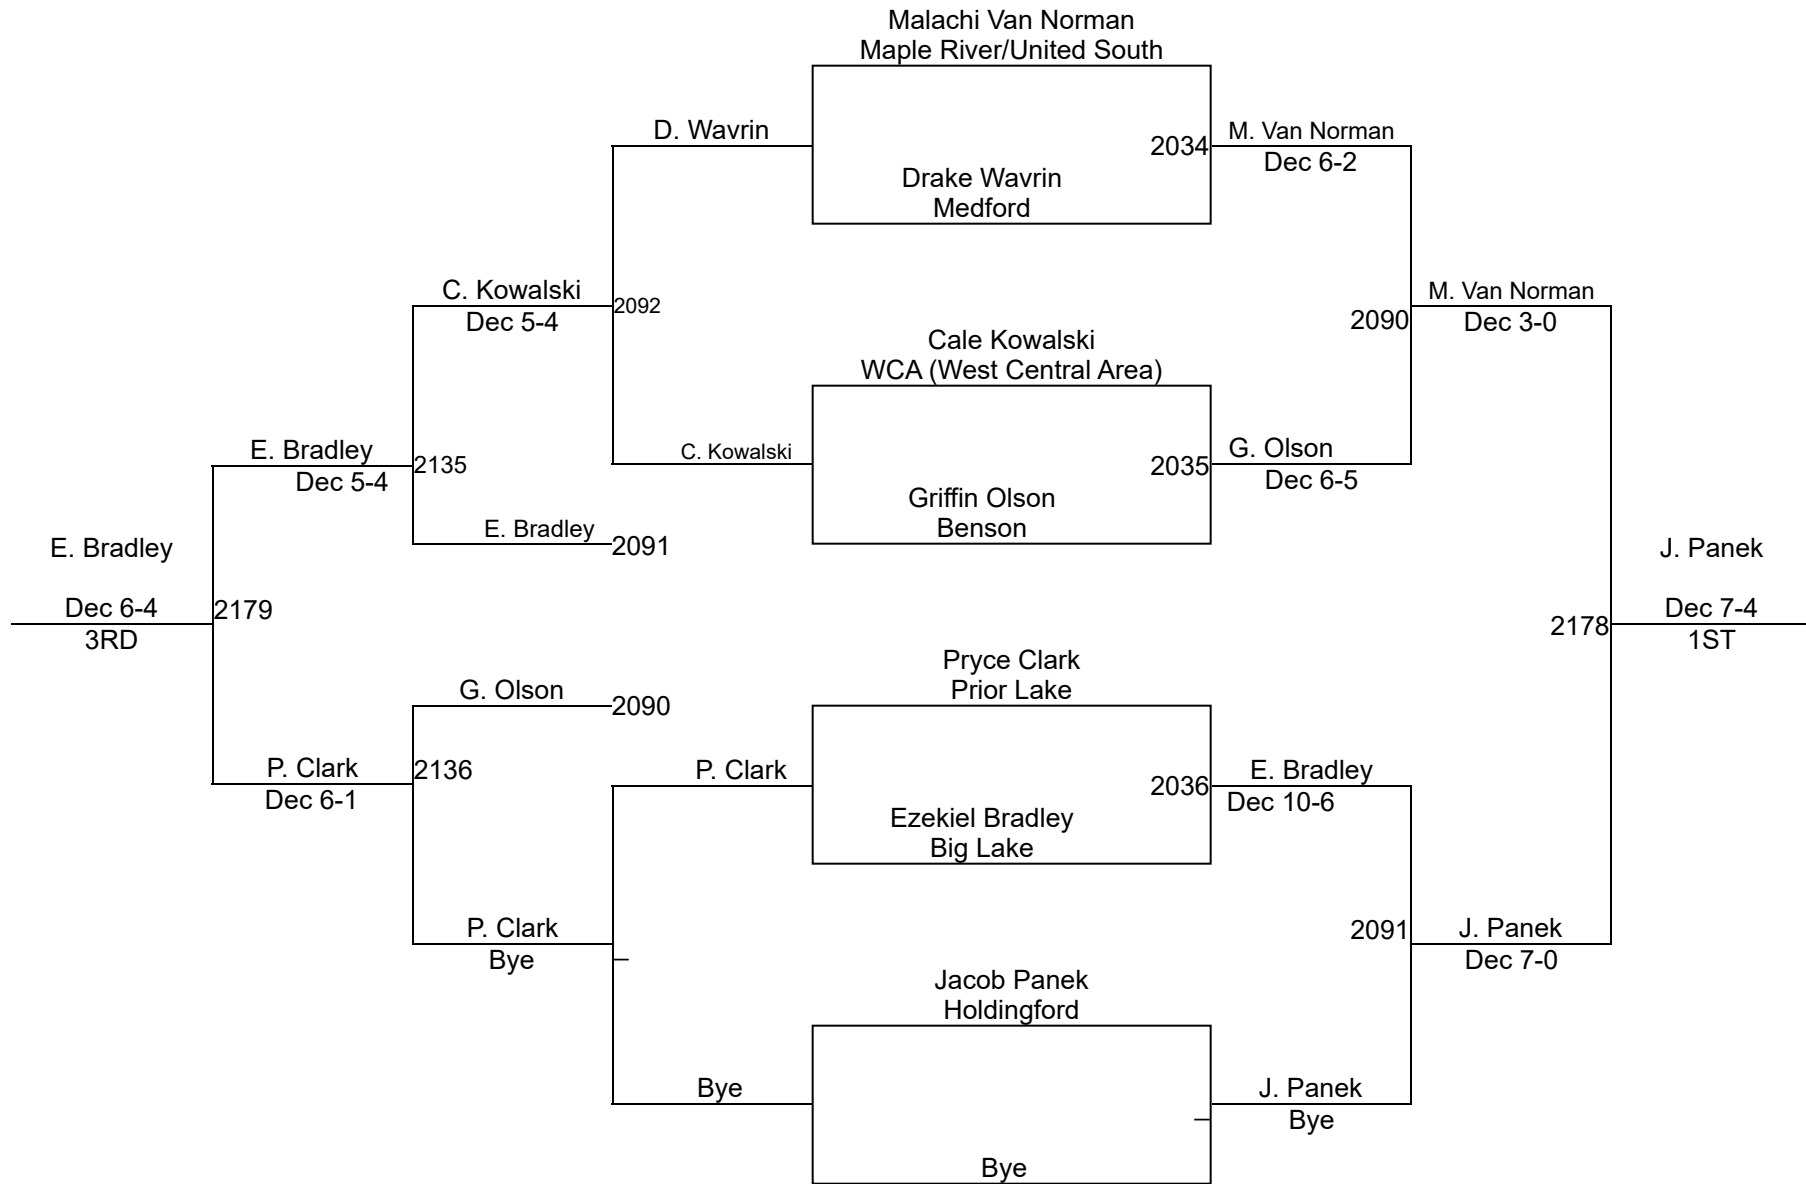 Malachi Van Norman
Maple River/United South
D. Wavrin
2034
M. Van Norman
Dec 6-2
Drake Wavrin
Medford
C. Kowalski
Dec 5-4
2092
2090
M. Van Norman
Dec 3-0
Cale Kowalski
WCA (West Central Area)
E. Bradley
Dec 5-4
2135
C. Kowalski
2035
G. Olson
Dec 6-5
Griffin Olson
Benson
E. Bradley
2091
E. Bradley
Dec 6-4
3RD
2179
J. Panek
Dec 7-4
1ST
2178
Pryce Clark
Prior Lake
G. Olson
2090
P. Clark
Dec 6-1
2136
P. Clark
2036
E. Bradley
Dec 10-6
Ezekiel Bradley
Big Lake
P. Clark
Bye
2091
J. Panek
Dec 7-0
Jacob Panek
Holdingford
Bye
J. Panek
Bye
Bye